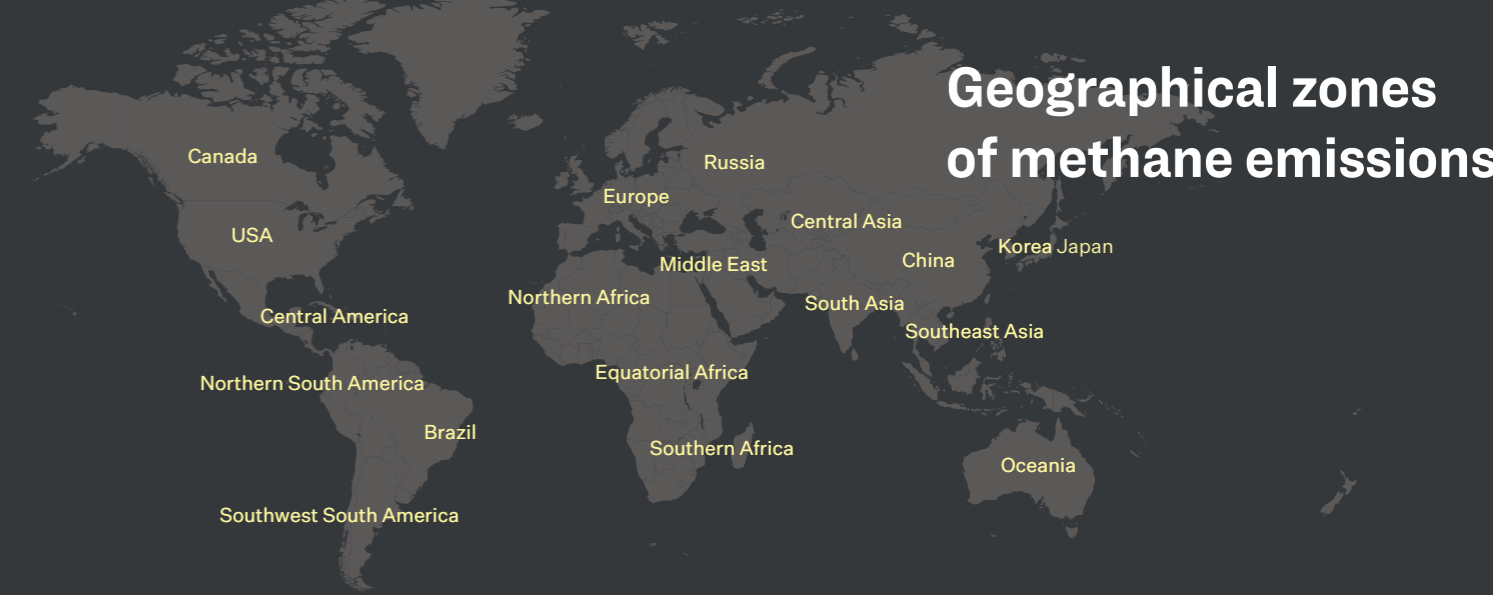 Geographical zones
of methane emissions
Canada
Russia
Europe
Central Asia
USA
Korea Japan
China
Middle East
Northern Africa
South Asia
Central America
Southeast Asia
Equatorial Africa
Northern South America
Brazil
Southern Africa
Oceania
Southwest South America